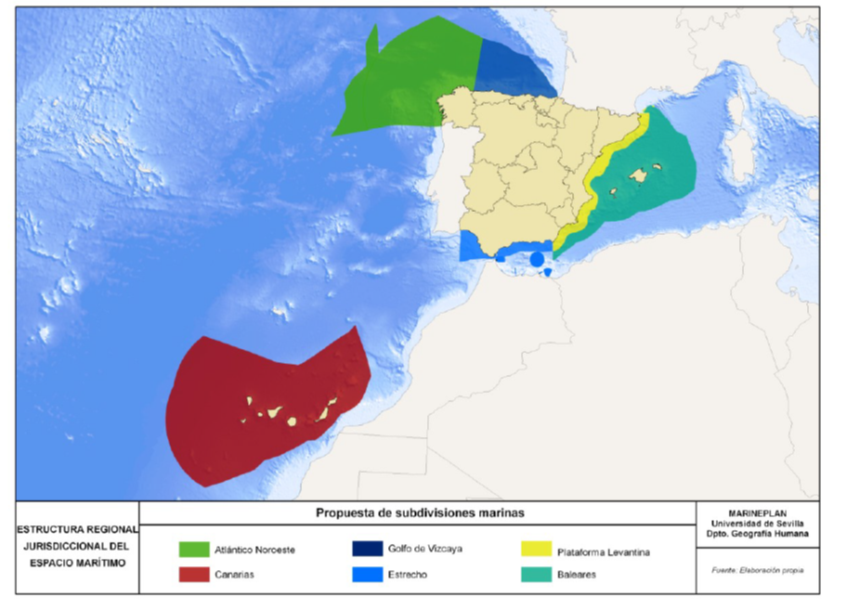 ESTRUCTURA REGIONAL
JURISDICCIONAL DEL
ESPACIO MARÍTIMO
Propuesta de subdivisiones marinas
Atlántico Noroeste
Golfo de Vizcaya
Plataforma Levantina
Canarias
Estrecho
Baleares
MARINEPLAN
Universidad de Sevilla
Dpto. Geografía Humana
Fuente: Elaboración propia